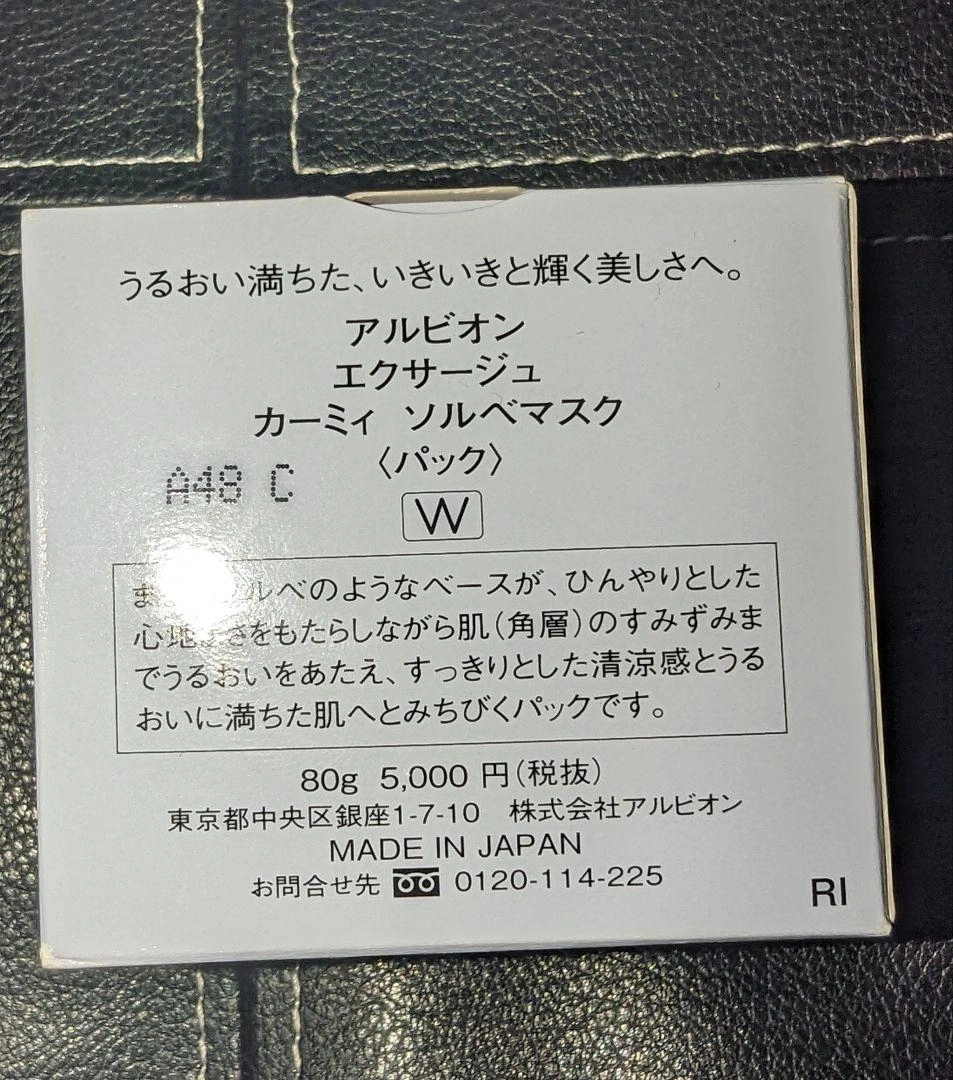 うるおい満ちた、いきいきと輝く美しさへ。
アルビオン
エクサージュ
カーミィ ソルベマスク
〈パック〉
A48 C
W
ルベのようなベースが、ひんやりとした
心地 さをもたらしながら肌(角層)のすみずみま
でうるおいをあたえ、すっきりとした清涼感とうる
おいに満ちた肌へとみちびくパックです。
80g 5,000 円(税抜)
東京都中央区銀座1-7-10 株式会社アルビオン
MADE IN JAPAN
お問合せ先 0120-114-225
RI